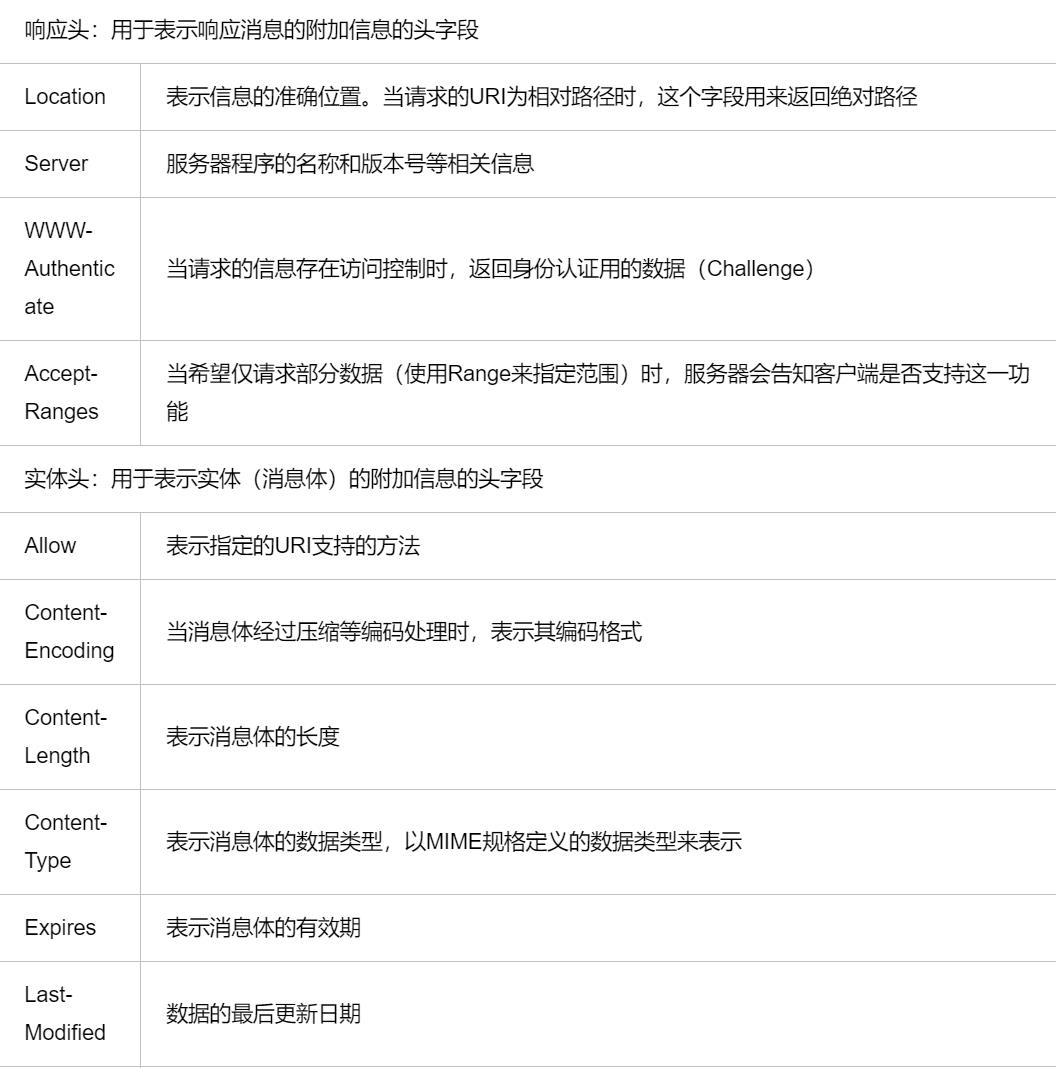 响应头：用于表示响应消息的附加信息的头字段
Location
表示信息的准确位置。当请求的URI为相对路径时，这个字段用来返回绝对路径
Server
服务器程序的名称和版本号等相关信息
WWW-
Authentic
ate
当请求的信息存在访问控制时，返回身份认证用的数据（Challenge）
Accept-
Ranges
当希望仅请求部分数据（使用Range来指定范围）时，服务器会告知客户端是否支持这一功
能
实体头：用于表示实体（消息体）的附加信息的头字段
Allow
表示指定的URI支持的方法
Content-
Encoding
当消息体经过压缩等编码处理时，表示其编码格式
Content-
Length
表示消息体的长度
Content-
Type
表示消息体的数据类型，以MIME规格定义的数据类型来表示
Expires
表示消息体的有效期
Last-
Modified
数据的最后更新日期